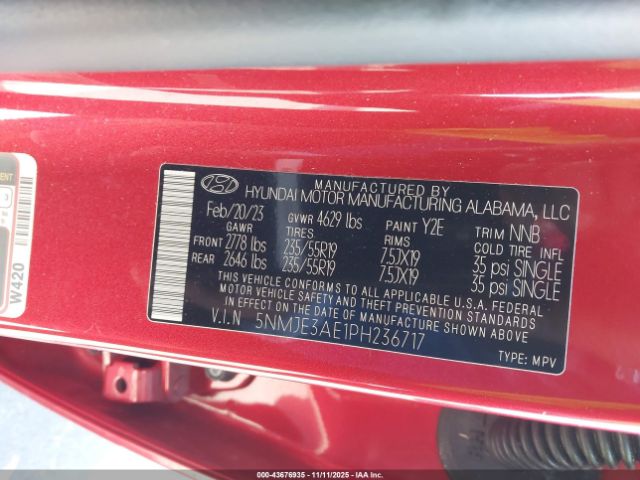 MANUFACTURED BY
HYUNDAI MOTOR MANUFACTURING ALABAMA, LLC
Feb/20/23 GVWR 4629 lbs PAINT Y2E TRIM NNB
GAWR TIRES RIMS COLD TIRE INFL
FRONT 2778 lbs 235/55R19 7.5JX19 35 psi SINGLE
REAR 2646 lbs 235/55R19 7.5JX19 35 psi SINGLE
THIS VEHICLE CONFORMS TO ALL APPLICABLE FEDERAL
MOTOR VEHICLE SAFETY AND THEFT PREVENTION STANDARDS
IN EFFECT ON THE DATE OF MANUFACTURE SHOWN ABOVE.
V.I.N 5NMJE3AE1PH236717
TYPE: MPV
W420
000-43676935 - 11/11/2025 - IAAI.com